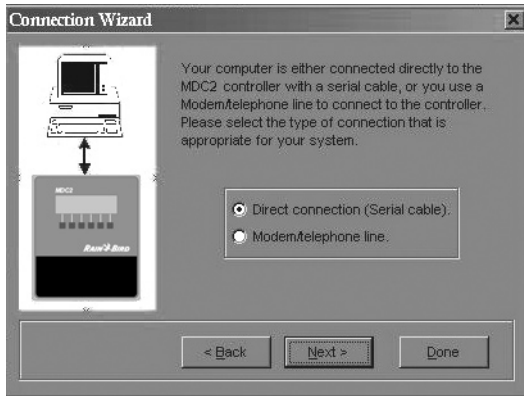 Connection Wizard
Your computer is either connected directly to the
MDC2 controller with a serial cable, or you use a
Modem/telephone line to connect to the controller.
Please select the type of connection that is
appropriate for your system.
MDC2
RAIN BIRD
Direct connection (Serial cable).
Modem/telephone line.
< Back
Next >
Done